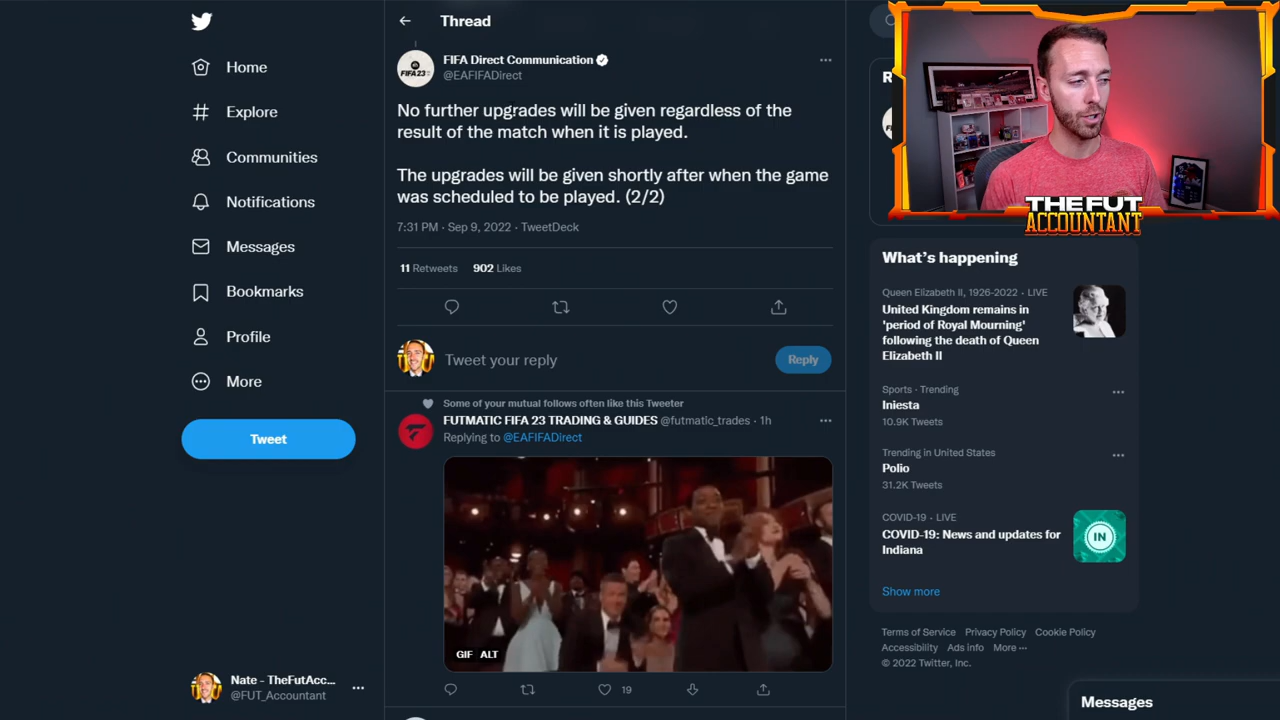 Home
Explore
Communities
Notifications
Messages
Bookmarks
Profile
More
Tweet
Nate - TheFutAcc...
@FUT_Accountant
Thread
FIFA 23
FIFA Direct Communication
@EAFIFADirect
No further upgrades will be given regardless of the
result of the match when it is played.
The upgrades will be given shortly after when the game
was scheduled to be played. (2/2)
7:31 PM · Sep 9, 2022 · TweetDeck
11 Retweets 902 Likes
Tweet your reply
Reply
Some of your mutual follows often like this Tweeter
FUTMATIC FIFA 23 TRADING & GUIDES @futmatic_trades · 1h
Replying to @EAFIFADirect
GIF ALT
19
R
THE FUT
ACCOUNTANT
What's happening
Queen Elizabeth II, 1926-2022 · LIVE
United Kingdom remains in
'period of Royal Mourning'
following the death of Queen
Elizabeth II
Sports · Trending
Iniesta
10.9K Tweets
Trending in United States
Polio
31.2K Tweets
COVID-19 · LIVE
COVID-19: News and updates for
Indiana
IN
Show more
Terms of Service Privacy Policy Cookie Policy
Accessibility Ads info More ···
© 2022 Twitter, Inc.
Messages